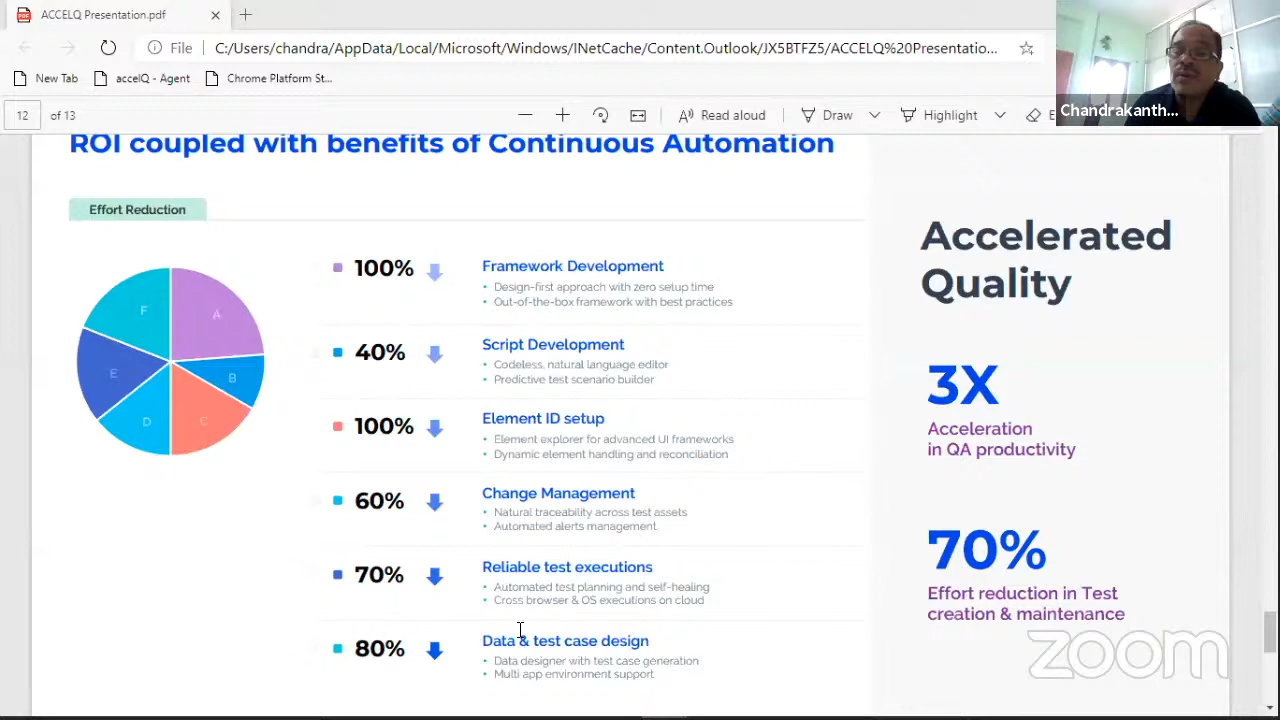 ACCELQ Presentation.pdf
File
C:/Users/chandra/AppData/Local/Microsoft/Windows/INetCache/Content.Outlook/JX5BTFZ5/ACCELQ%20Presentatio...
New Tab
accelQ - Agent
Chrome Platform St...
12 of 13
Read aloud
Draw
Highlight
E
Chandrakanth...
ROI coupled with benefits of Continuous Automation
Effort Reduction
A
B
C
D
E
F
100%
Framework Development
• Design-first approach with zero setup time
• Out-of-the-box framework with best practices
40%
Script Development
• Codeless, natural language editor
• Predictive test scenario builder
100%
Element ID setup
• Element explorer for advanced UI frameworks
• Dynamic element handling and reconciliation
60%
Change Management
• Natural traceability across test assets
• Automated alerts management
70%
Reliable test executions
• Automated test planning and self-healing
• Cross browser & OS executions on cloud
80%
Data & test case design
• Data designer with test case generation
• Multi app environment support
Accelerated
Quality
3X
Acceleration
in QA productivity
70%
Effort reduction in Test
creation & maintenance
zoom